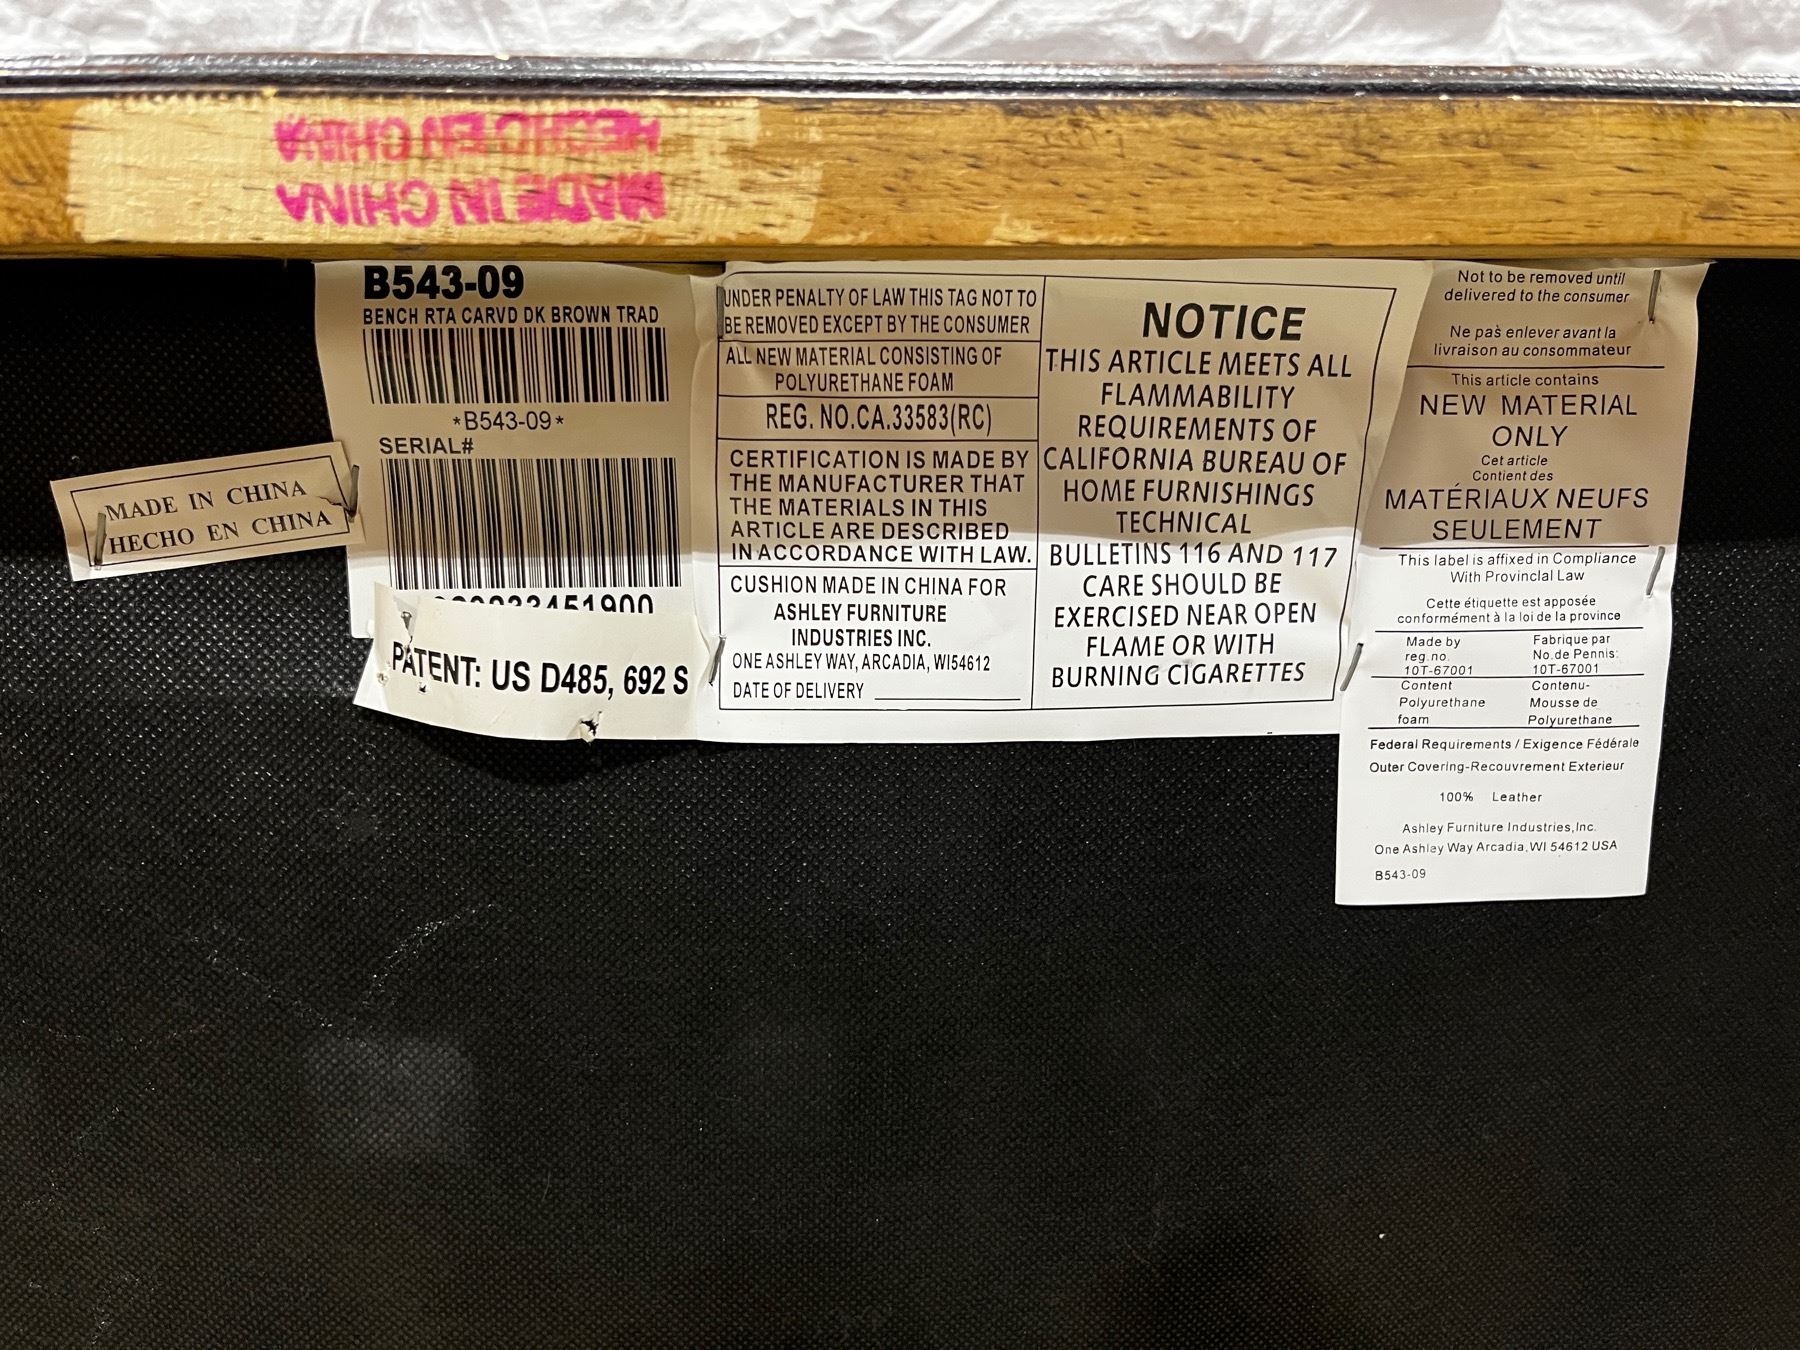 MADE IN CHINA
HECHO EN CHINA
B543-09
BENCH RTA CARVD DK BROWN TRAD
*B543-09*
SERIAL#
PATENT: US D485, 692 S
MADE IN CHINA
HECHO EN CHINA
UNDER PENALTY OF LAW THIS TAG NOT TO
BE REMOVED EXCEPT BY THE CONSUMER
ALL NEW MATERIAL CONSISTING OF
POLYURETHANE FOAM
REG. NO.CA.33583(RC)
CERTIFICATION IS MADE BY
THE MANUFACTURER THAT
THE MATERIALS IN THIS
ARTICLE ARE DESCRIBED
IN ACCORDANCE WITH LAW.
CUSHION MADE IN CHINA FOR
ASHLEY FURNITURE
INDUSTRIES INC.
ONE ASHLEY WAY, ARCADIA, WI54612
DATE OF DELIVERY
NOTICE
THIS ARTICLE MEETS ALL
FLAMMABILITY
REQUIREMENTS OF
CALIFORNIA BUREAU OF
HOME FURNISHINGS
TECHNICAL
BULLETINS 116 AND 117
CARE SHOULD BE
EXERCISED NEAR OPEN
FLAME OR WITH
BURNING CIGARETTES
Not to be removed until
delivered to the consumer
Ne pas enlever avant la
livraison au consommateur
This article contains
NEW MATERIAL
ONLY
Cet article
Contient des
MATÉRIAUX NEUFS
SEULEMENT
This label is affixed in Compliance
With Provinclal Law
Cette étiquette est apposée
conformément à la loi de la province
Made by
reg.no.
10T-67001
Fabrique par
No.de Pennis:
10T-67001
Content
Polyurethane
foam
Contenu-
Mousse de
Polyurethane
Federal Requirements / Exigence Fédérale
Outer Covering-Recouvrement Exterieur
100% Leather
Ashley Furniture Industries,Inc.
One Ashley Way Arcadia,WI 54612 USA
B543-09